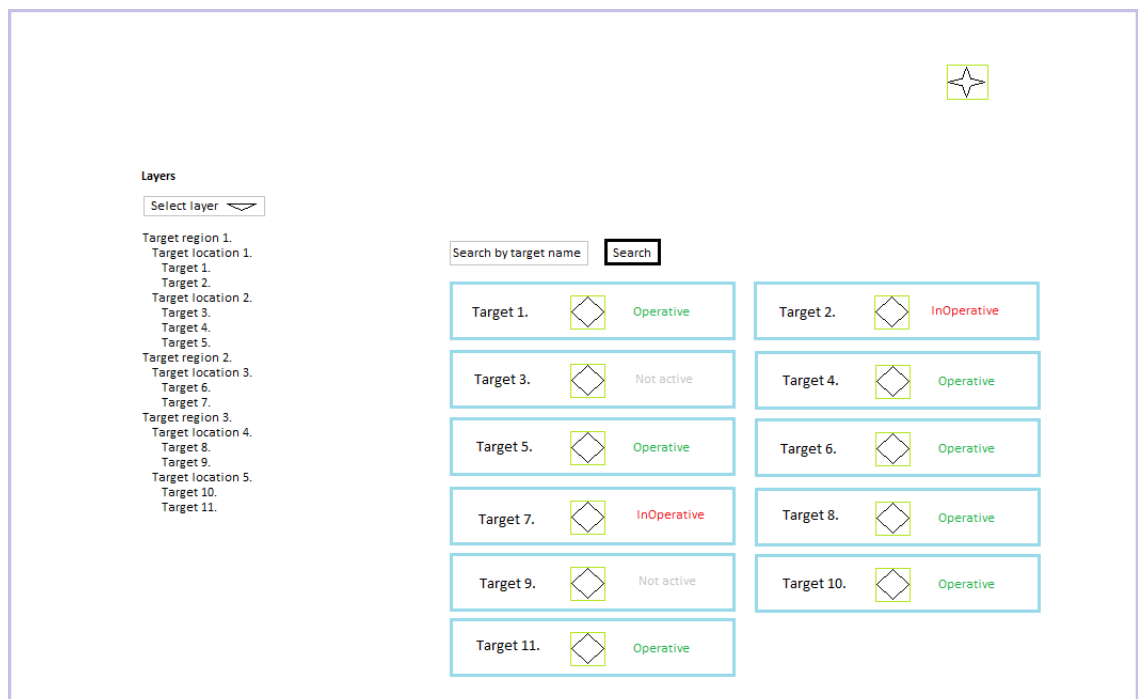 Layers
Select layer
Target region 1.
Target location 1.
Target 1.
Target 2.
Target location 2.
Target 3.
Target 4.
Target 5.
Target region 2.
Target location 3.
Target 6.
Target 7.
Target region 3.
Target location 4.
Target 8.
Target 9.
Target location 5.
Target 10.
Target 11.
Search by target name Search
Target 1. Operative
Target 2. InOperative
Target 3. Not active
Target 4. Operative
Target 5. Operative
Target 6. Operative
Target 7. InOperative
Target 8. Operative
Target 9. Not active
Target 10. Operative
Target 11. Operative